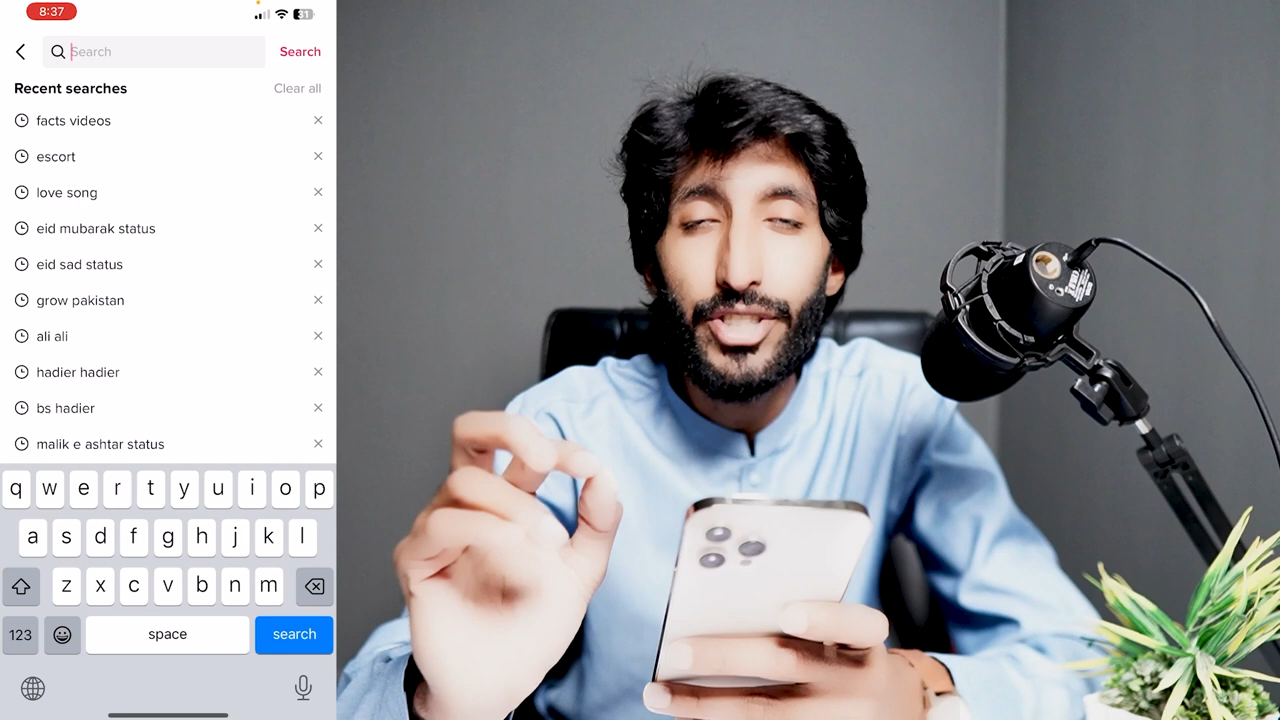 8:37
31
Search
Search
Recent searches
Clear all
facts videos
escort
love song
eid mubarak status
eid sad status
grow pakistan
ali ali
hadier hadier
bs hadier
malik e ashtar status
q w e r t y u i o p
a s d f g h j k l
z x c v b n m
123
space
search